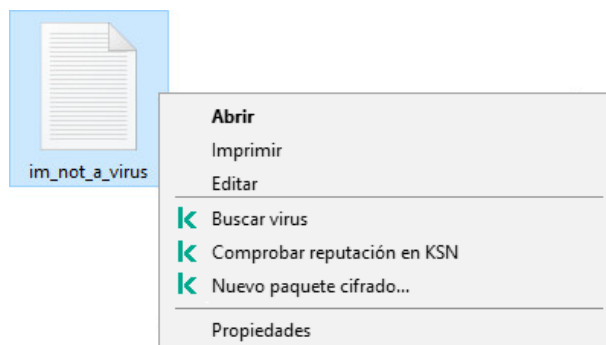 im_not_a_virus
Abrir
Imprimir
Editar
Buscar virus
Comprobar reputación en KSN
Nuevo paquete cifrado...
Propiedades